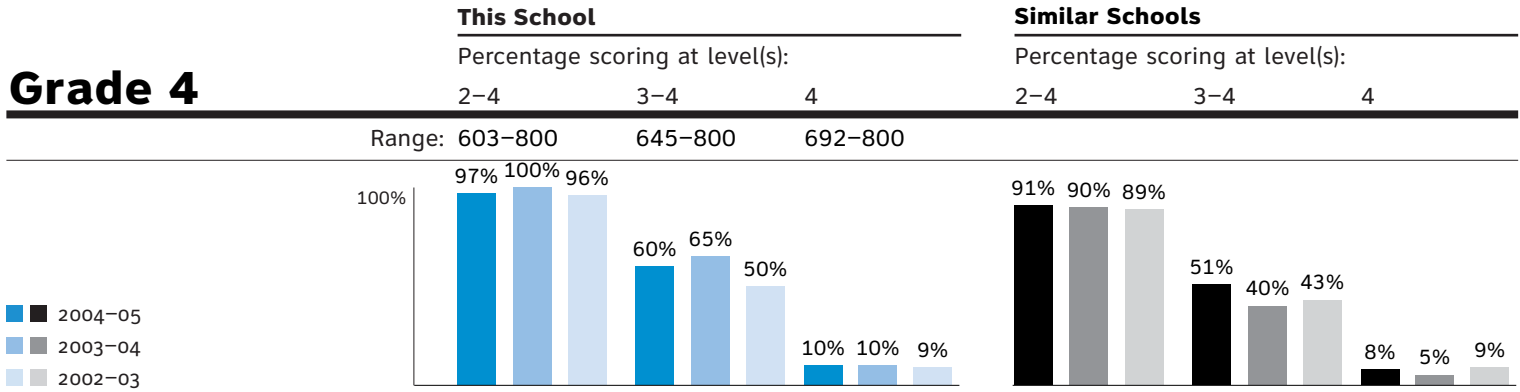 This School Similar Schools
Percentage scoring at level(s): Percentage scoring at level(s):
Grade 4 2–4 3–4 4 2–4 3–4 4
Range: 603–800 645–800 692–800
97% 100% 96% 91% 90% 89%
100%
60% 65% 50% 51% 40% 43%
2004–05
2003–04 10% 10% 9% 8% 5% 9%
2002–03